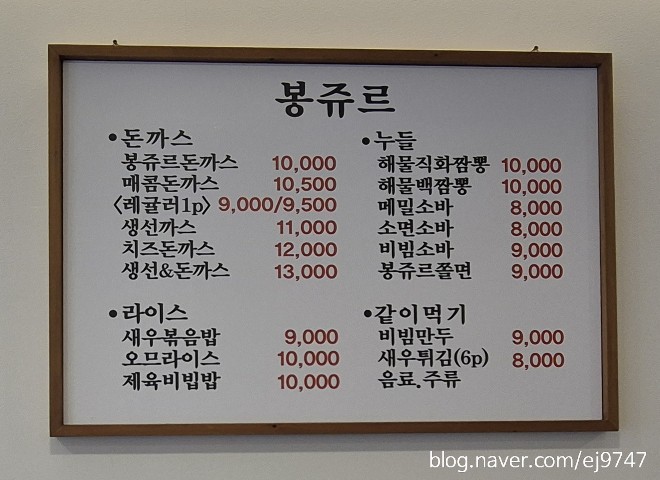 봉쥬르
•돈까스
봉쥬르돈까스 10,000
매콤돈까스 10,500
〈레귤러1p〉 9,000/9,500
생선까스 11,000
치즈돈까스 12,000
생선&돈까스 13,000
•누들
해물직화짬뽕 10,000
해물백짬뽕 10,000
메밀소바 8,000
소면소바 8,000
비빔소바 9,000
봉쥬르쫄면 9,000
•라이스
새우볶음밥 9,000
오므라이스 10,000
제육비빕밥 10,000
•같이먹기
비빔만두 9,000
새우튀김(6p) 8,000
음료.주류
blog.naver.com/ej9747